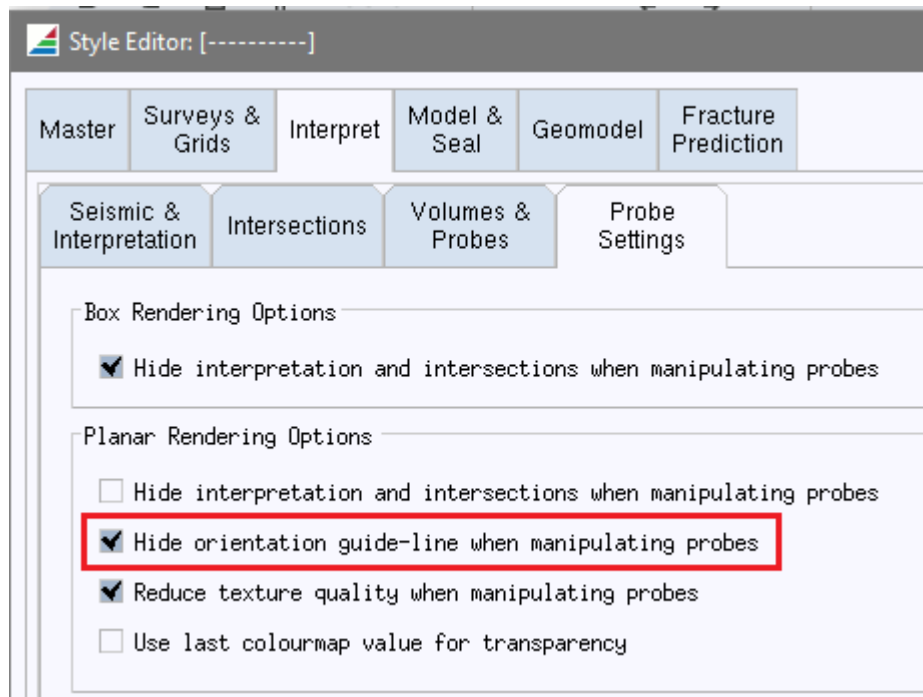 Style Editor: [-----------]
Master
Surveys &
Grids
Interpret
Model &
Seal
Geomodel
Fracture
Prediction
Seismic &
Interpretation
Intersections
Volumes &
Probes
Probe
Settings
Box Rendering Options
Hide interpretation and intersections when manipulating probes
Planar Rendering Options
Hide interpretation and intersections when manipulating probes
Hide orientation guide-line when manipulating probes
Reduce texture quality when manipulating probes
Use last colourmap value for transparency